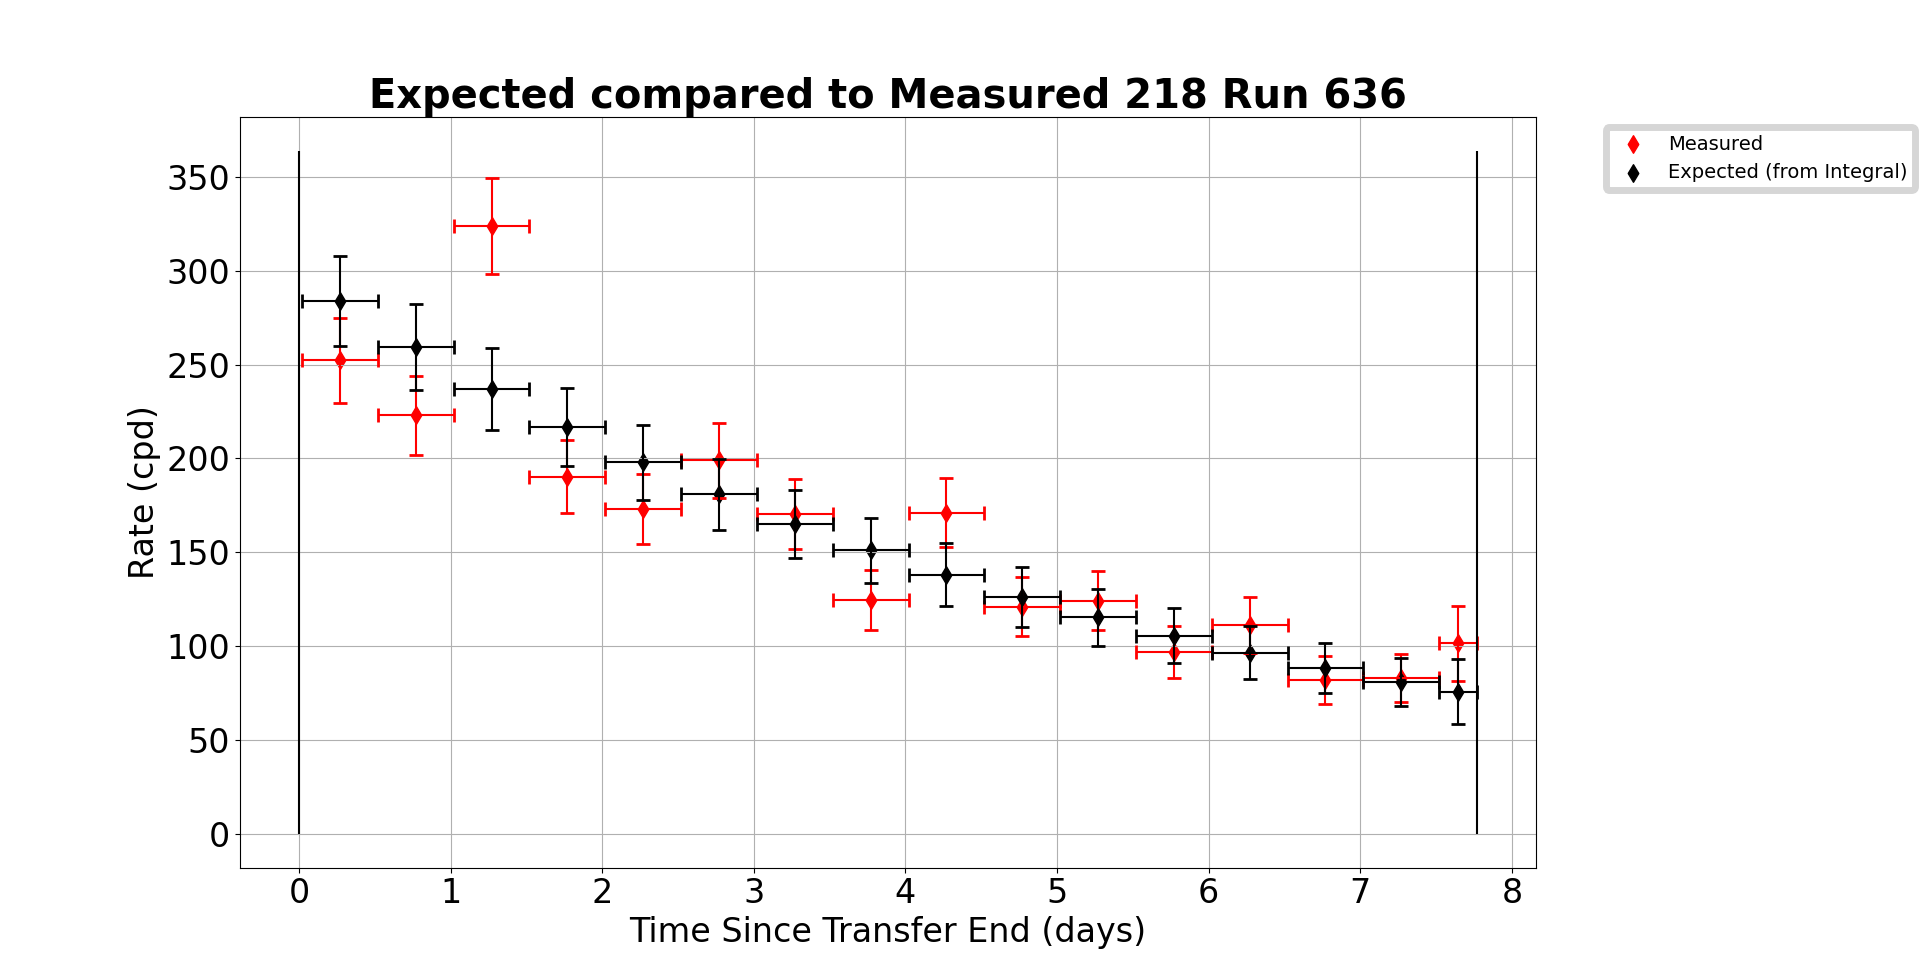 Expected compared to Measured 218 Run 636
Measured
Expected (from Integral)
350
300
250
200
150
100
50
0
Rate (cpd)
0 1 2 3 4 5 6 7 8
Time Since Transfer End (days)